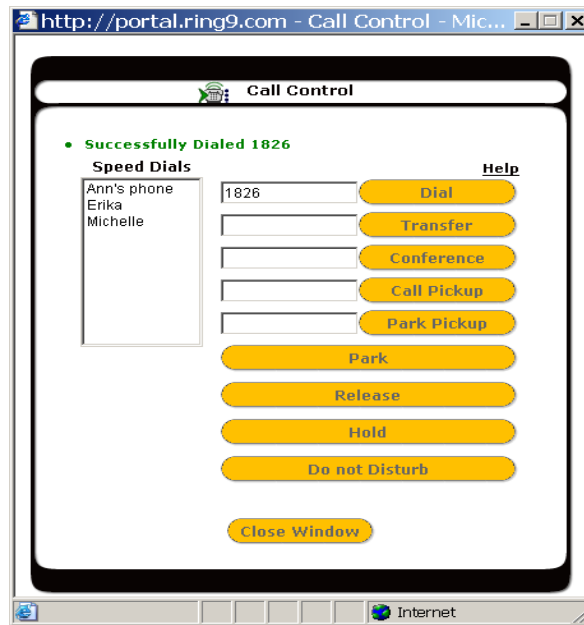 http://portal.ring9.com - Call Control - Mic...
Call Control
• Successfully Dialed 1826
Speed Dials
Help
Ann's phone
Erika
Michelle
1826
Dial
Transfer
Conference
Call Pickup
Park Pickup
Park
Release
Hold
Do not Disturb
Close Window
Internet